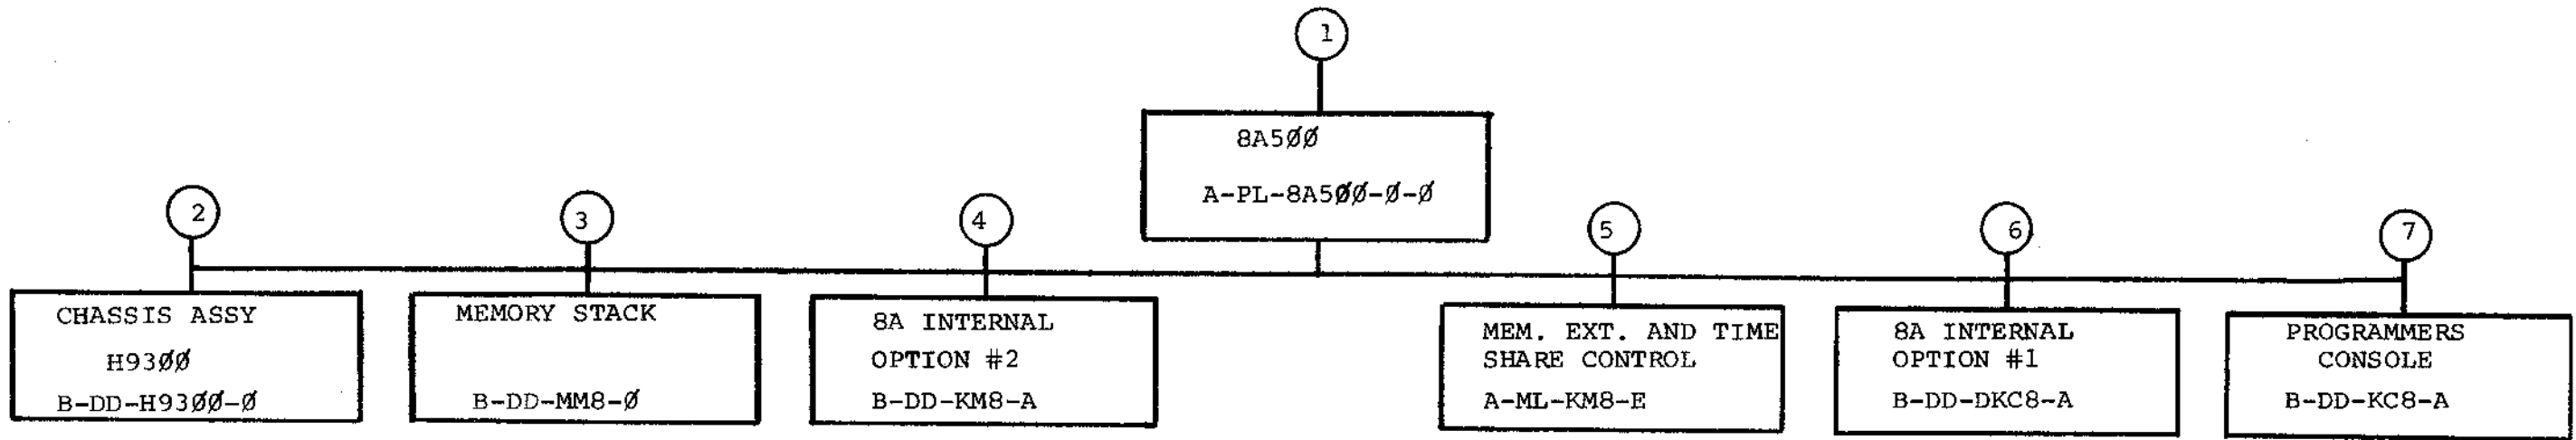 1
8A5ØØ
A-PL-8A5ØØ-Ø-Ø
2
3
4
5
6
7
CHASSIS ASSY
H93ØØ
B-DD-H93ØØ-Ø
MEMORY STACK
B-DD-MM8-Ø
8A INTERNAL
OPTION #2
B-DD-KM8-A
MEM. EXT. AND TIME
SHARE CONTROL
A-ML-KM8-E
8A INTERNAL
OPTION #1
B-DD-DKC8-A
PROGRAMMERS
CONSOLE
B-DD-KC8-A